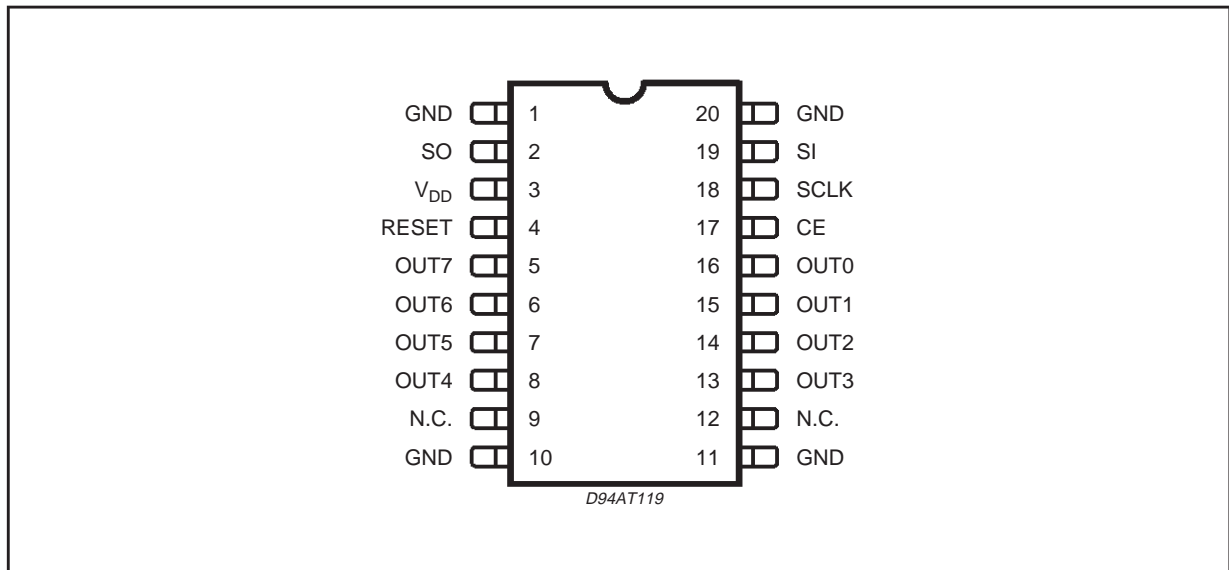 GND 1 20 GND
SO 2 19 SI
VDD 3 18 SCLK
RESET 4 17 CE
OUT7 5 16 OUT0
OUT6 6 15 OUT1
OUT5 7 14 OUT2
OUT4 8 13 OUT3
N.C. 9 12 N.C.
GND 10 11 GND
D94AT119